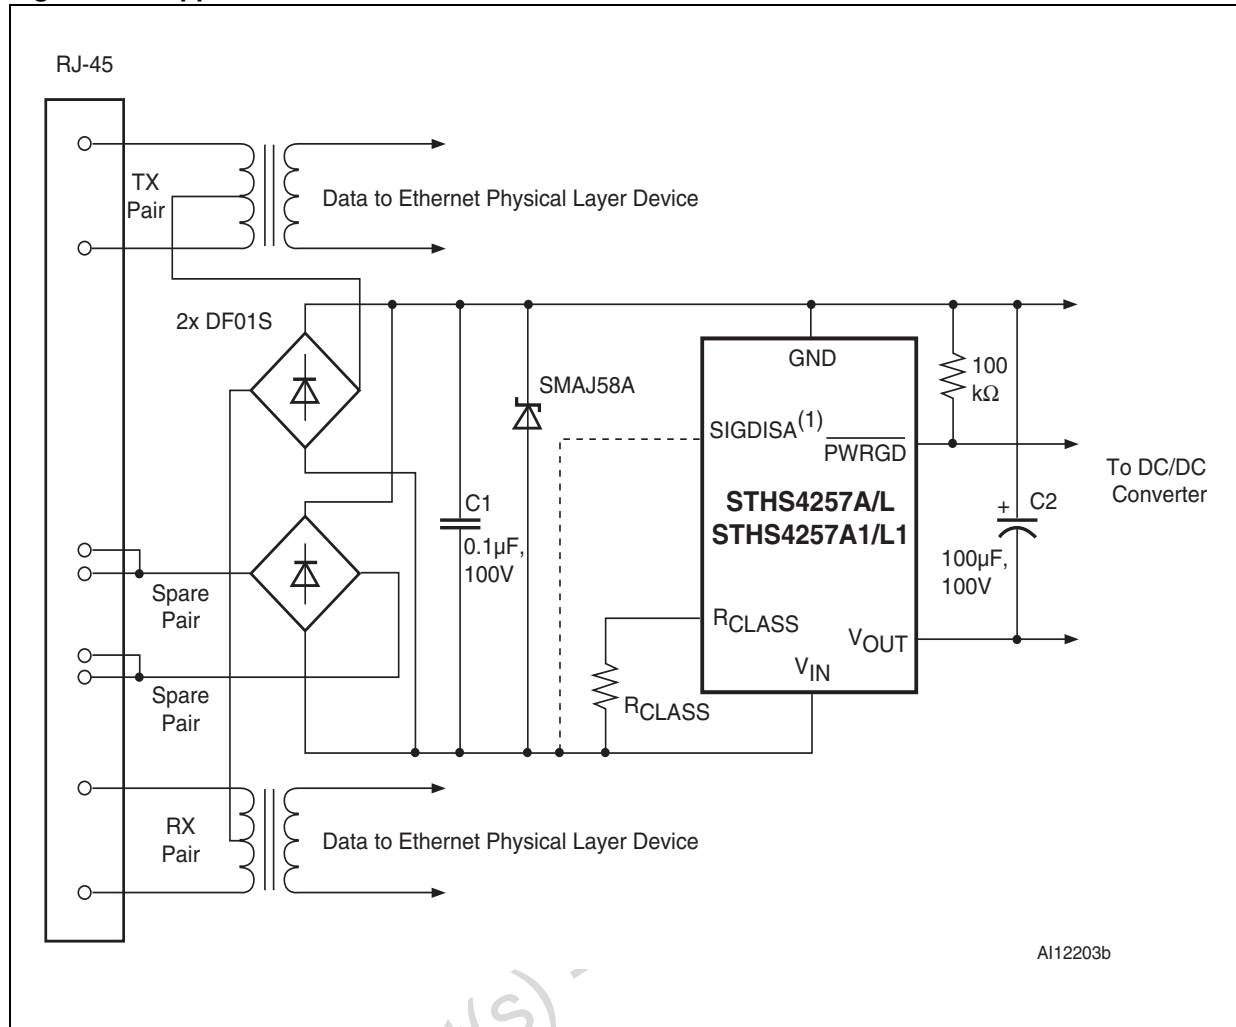 RJ-45
TX
Pair
Data to Ethernet Physical Layer Device
2x DF01S
GND
100
kΩ
SMAJ58A
SIGDISA(1)
PWRGD
To DC/DC
Converter
STHS4257A/L
STHS4257A1/L1
C1
0.1µF,
100V
+ C2
100µF,
100V
Spare
Pair
RCLASS
VOUT
VIN
Spare
Pair
RCLASS
RX
Pair
Data to Ethernet Physical Layer Device
AI12203b